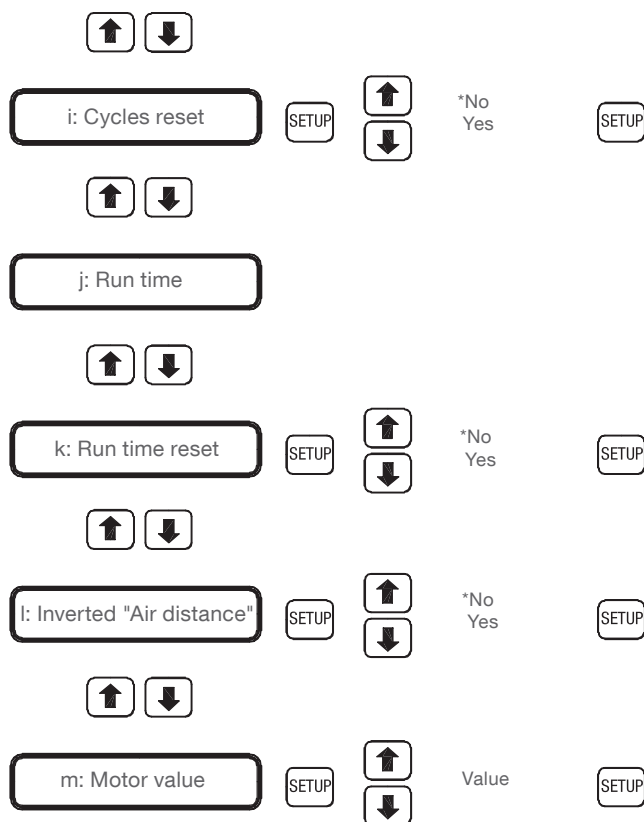 i: Cycles reset SETUP *No SETUP
Yes
j: Run time
k: Run time reset SETUP *No SETUP
Yes
l: Inverted "Air distance" SETUP *No SETUP
Yes
m: Motor value SETUP Value SETUP